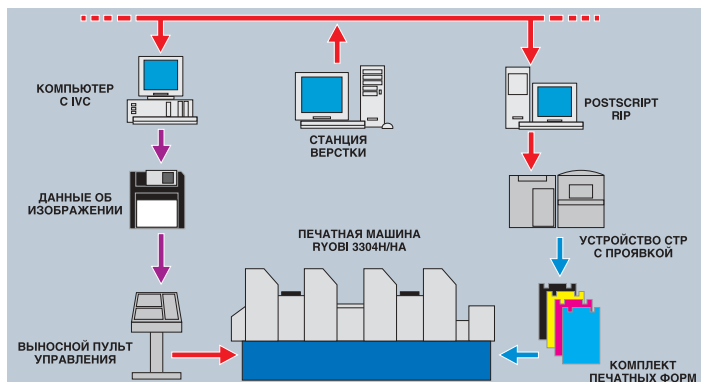 КОМПЬЮТЕР
С IVC
СТАНЦИЯ
ВЕРСТКИ
POSTSCRIPT
RIP
ДАННЫЕ ОБ
ИЗОБРАЖЕНИИ
ПЕЧАТНАЯ МАШИНА
RYOBI 3304H/HA
УСТРОЙСТВО СТР
С ПРОЯВКОЙ
ВЫНОСНОЙ ПУЛЬТ
УПРАВЛЕНИЯ
КОМПЛЕКТ
ПЕЧАТНЫХ ФОРМ